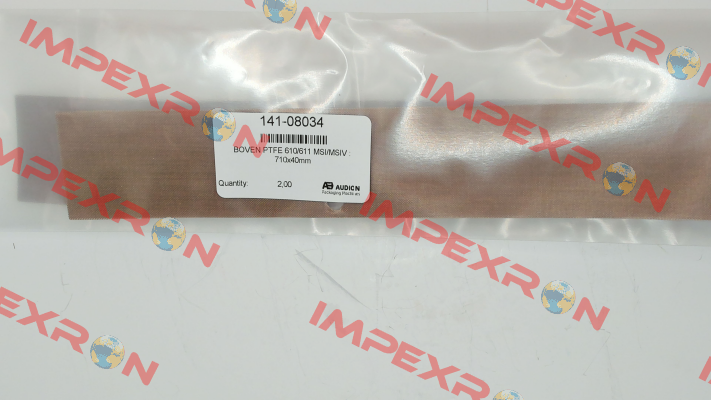 141-08034
BOVEN PTFE 610/611 MSI/MSIV
710x40mm
Quantity: 2,00
AB AUDION
Packaging Machines
IMPEXRON
IMPEXRON
IMPEXRON
IMPEXRON
IMPEXRON
IMPEXRON
IMPEXRON